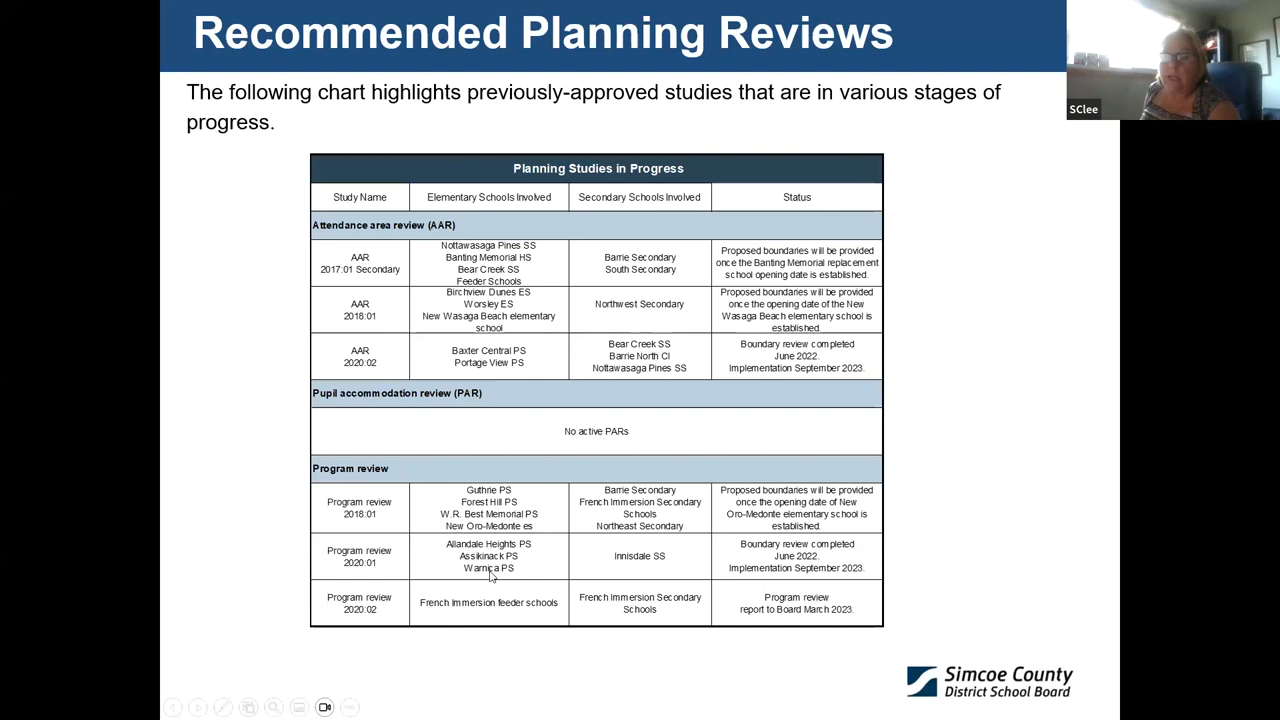 Recommended Planning Reviews
SClee
The following chart highlights previously-approved studies that are in various stages of
progress.
Planning Studies in Progress
Study Name
Elementary Schools Involved
Secondary Schools Involved
Status
Attendance area review (AAR)
AAR
2017:01 Secondary
Nottawasaga Pines SS
Banting Memorial HS
Bear Creek SS
Feeder Schools
Barrie Secondary
South Secondary
Proposed boundaries will be provided
once the Banting Memorial replacement
school opening date is established.
AAR
2018:01
Birchview Dunes ES
Worsley ES
New Wasaga Beach elementary
school
Northwest Secondary
Proposed boundaries will be provided
once the opening date of the New
Wasaga Beach elementary school is
established.
AAR
2020:02
Baxter Central PS
Portage View PS
Bear Creek SS
Barrie North CI
Nottawasaga Pines SS
Boundary review completed
June 2022.
Implementation September 2023.
Pupil accommodation review (PAR)
No active PARs
Program review
Program review
2018:01
Guthrie PS
Forest Hill PS
W.R. Best Memorial PS
New Oro-Medonte es
Barrie Secondary
French Immersion Secondary
Schools
Northeast Secondary
Proposed boundaries will be provided
once the opening date of New
Oro-Medonte elementary school is
established.
Program review
2020:01
Allandale Heights PS
Assikinack PS
Warnica PS
Innisdale SS
Boundary review completed
June 2022.
Implementation September 2023.
Program review
2020:02
French Immersion feeder schools
French Immersion Secondary
Schools
Program review
report to Board March 2023.
Simcoe County
District School Board